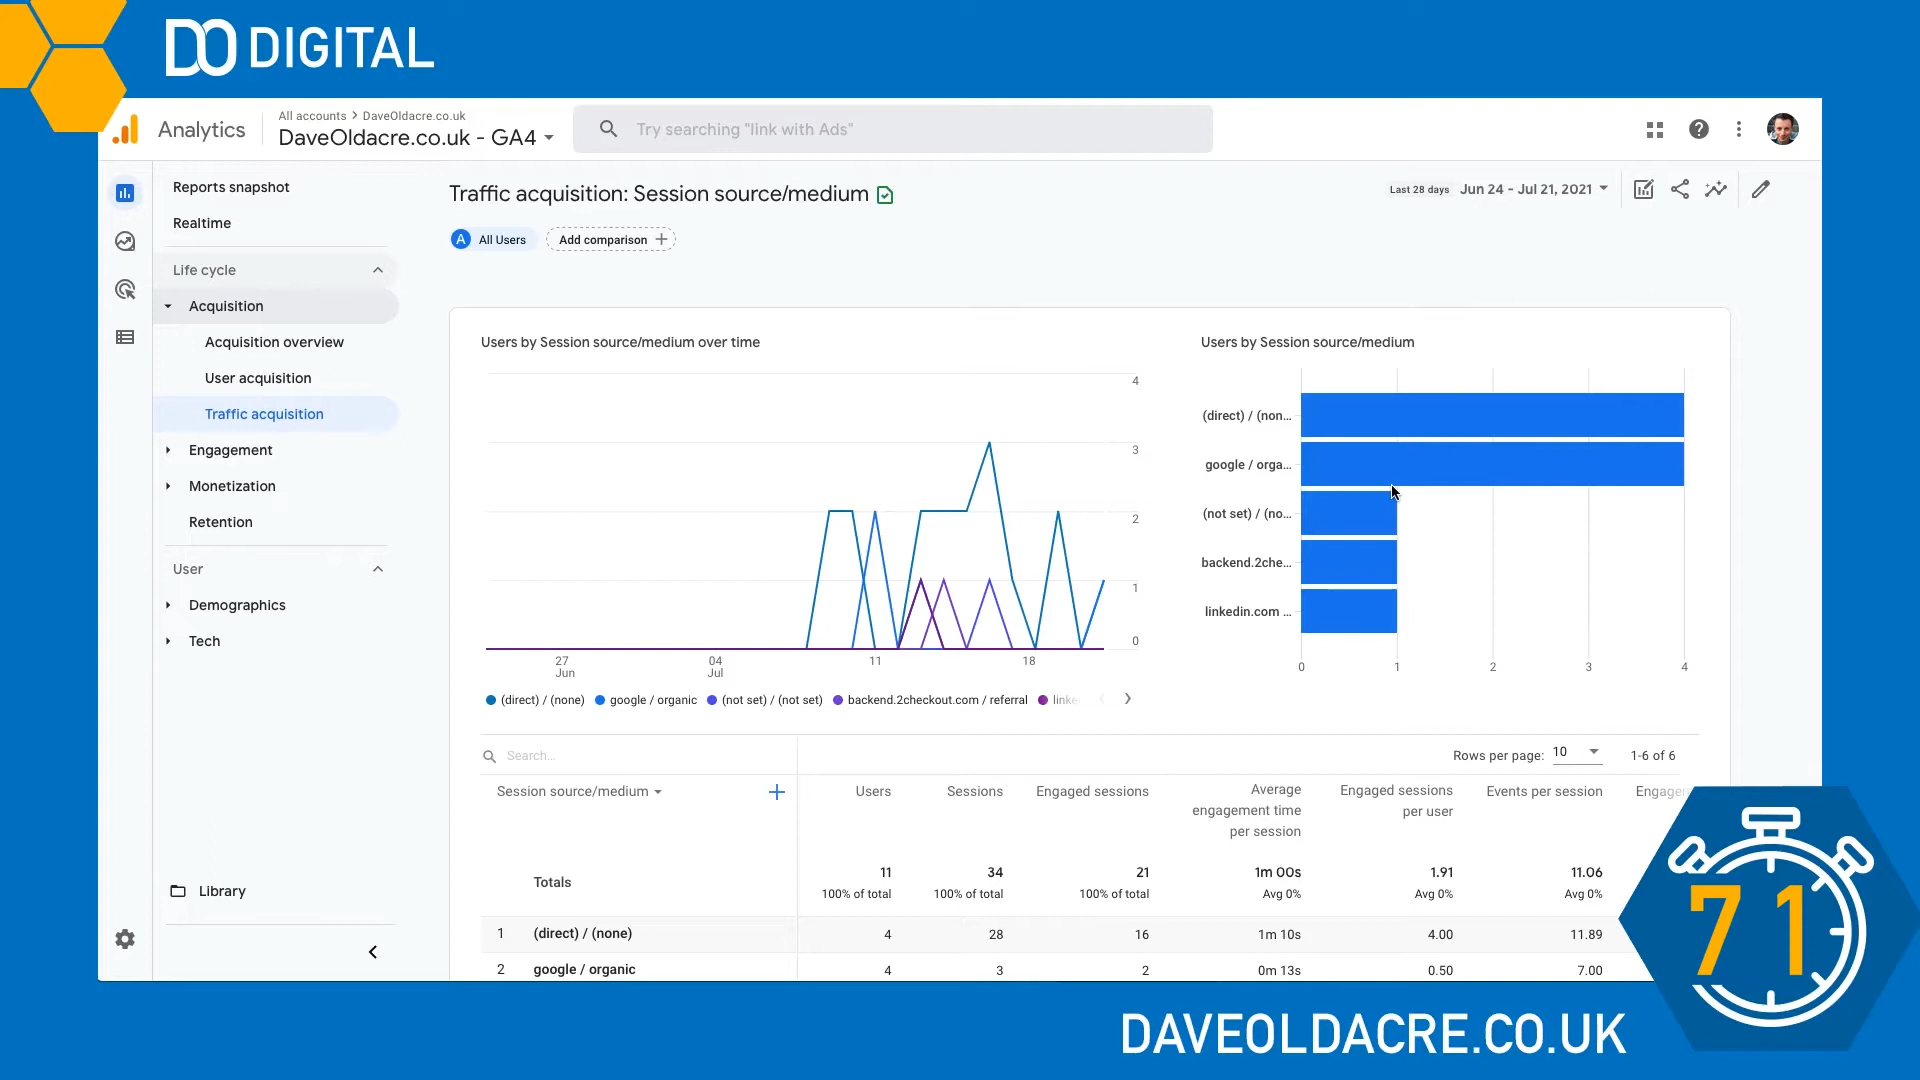 DO DIGITAL
Analytics
All accounts > DaveOldacre.co.uk
DaveOldacre.co.uk - GA4
Try searching "link with Ads"
Reports snapshot
Realtime
Life cycle
Acquisition
Acquisition overview
User acquisition
Traffic acquisition
Engagement
Monetization
Retention
User
Demographics
Tech
Library
Traffic acquisition: Session source/medium
Last 28 days Jun 24 - Jul 21, 2021
A All Users
Add comparison +
Users by Session source/medium over time
4
3
2
1
0
27 Jun
04 Jul
11
18
(direct) / (none) google / organic (not set) / (not set) backend.2checkout.com / referral linke
Users by Session source/medium
(direct) / (non...
google / orga...
(not set) / (no...
backend.2che...
linkedin.com ...
0 1 2 3 4
Search...
Rows per page: 10 1-6 of 6
Session source/medium
Users
Sessions
Engaged sessions
Average engagement time per session
Engaged sessions per user
Events per session
Engagen
Totals
11 34 21 1m 00s 1.91 11.06
100% of total 100% of total 100% of total Avg 0% Avg 0% Avg 0%
1 (direct) / (none) 4 28 16 1m 10s 4.00 11.89
2 google / organic 4 3 2 0m 13s 0.50 7.00
71
DAVEOLDACRE.CO.UK